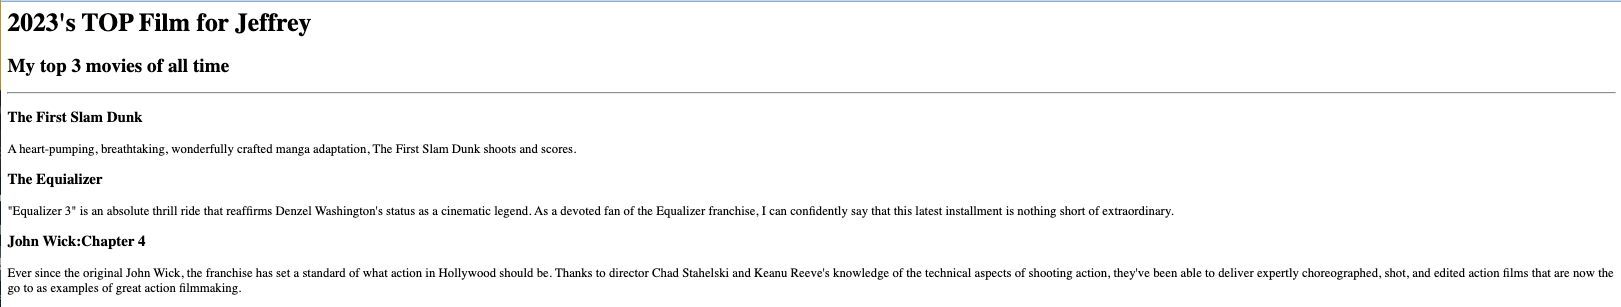 2023's TOP Film for Jeffrey
My top 3 movies of all time
The First Slam Dunk
A heart-pumping, breathtaking, wonderfully crafted manga adaptation, The First Slam Dunk shoots and scores.
The Equializer
"Equalizer 3" is an absolute thrill ride that reaffirms Denzel Washington's status as a cinematic legend. As a devoted fan of the Equalizer franchise, I can confidently say that this latest installment is nothing short of extraordinary.
John Wick:Chapter 4
Ever since the original John Wick, the franchise has set a standard of what action in Hollywood should be. Thanks to director Chad Stahelski and Keanu Reeve's knowledge of the technical aspects of shooting action, they've been able to deliver expertly choreographed, shot, and edited action films that are now the
go to as examples of great action filmmaking.